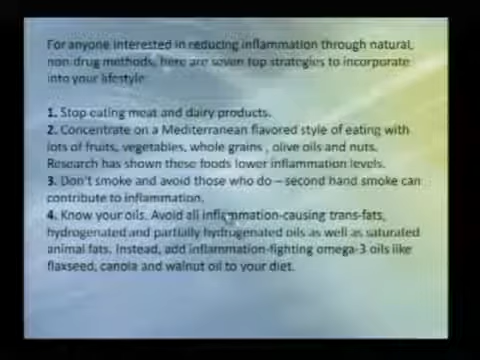 For anyone interested in reducing inflammation through natural,
non drug methods, here are seven top strategies to incorporate
into your lifestyle:
1. Stop eating meat and dairy products.
2. Concentrate on a Mediterranean flavored style of eating with
lots of fruits, vegetables, whole grains , olive oils and nuts.
Research has shown these foods lower inflammation levels.
3. Don't smoke and avoid those who do – second hand smoke can
contribute to inflammation.
4. Know your oils. Avoid all inflammation-causing trans-fats,
hydrogenated and partially hydrogenated oils as well as saturated
animal fats. Instead, add inflammation-fighting omega-3 oils like
flaxseed, canola and walnut oil to your diet.